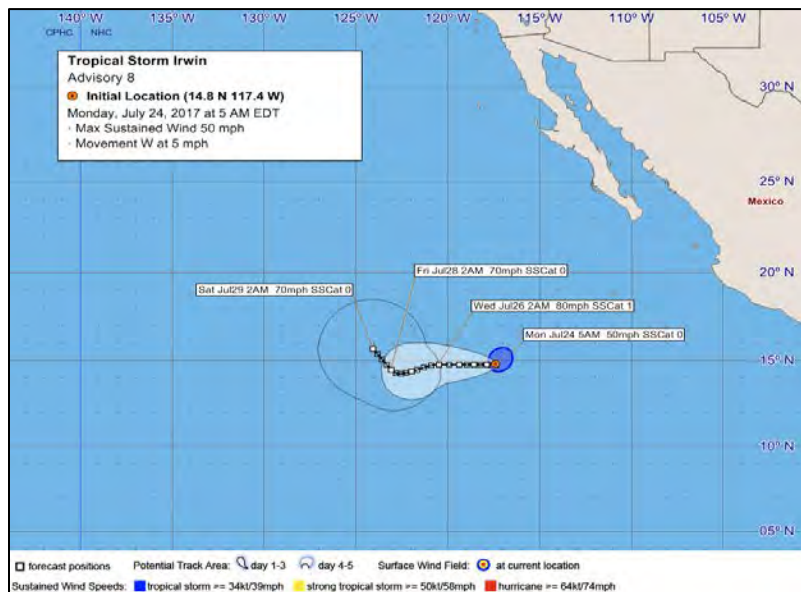 140° W 135° W 130° W 125° W 120° W 115° W 110° W 105° W
CPHC NHC
Tropical Storm Irwin
Advisory 8
Initial Location (14.8 N 117.4 W)
Monday, July 24, 2017 at 5 AM EDT
· Max Sustained Wind 50 mph
· Movement W at 5 mph
30° N
25° N
Mexico
20° N
Fri Jul28 2AM 70mph SSCat 0
Sat Jul29 2AM 70mph SSCat 0
Wed Jul26 2AM 80mph SSCat 1
Mon Jul24 5AM 50mph SSCat 0
15° N
10° N
05° N
forecast positions Potential Track Area: day 1-3 day 4-5 Surface Wind Field: at current location
Sustained Wind Speeds: tropical storm >= 34kt/39mph strong tropical storm >= 50kt/58mph hurricane >= 64kt/74mph